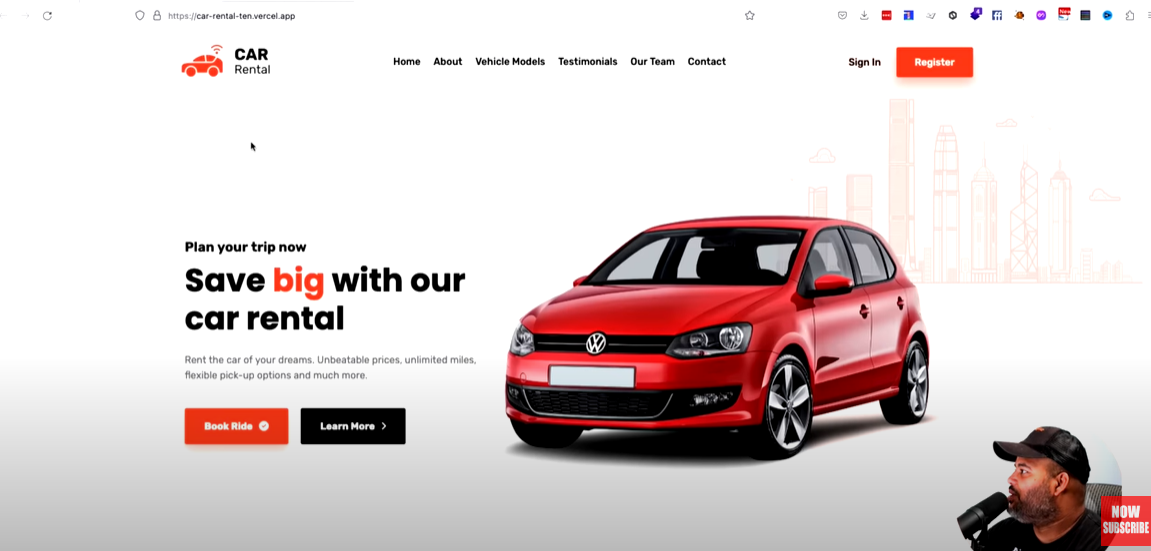 https://car-rental-ten.vercel.app
4
New
CAR
Rental
Home About Vehicle Models Testimonials Our Team Contact
Sign In Register
Plan your trip now
Save big with our
car rental
Rent the car of your dreams. Unbeatable prices, unlimited miles,
flexible pick-up options and much more.
Book Ride Learn More
NOW
SUBSCRIBE